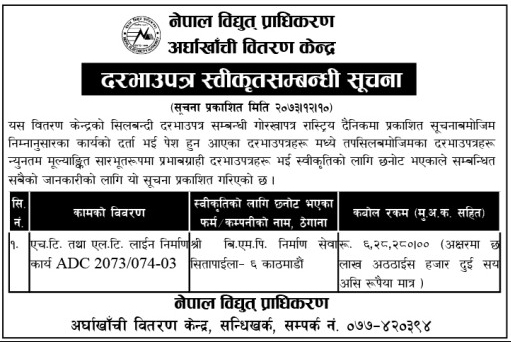 नेपाल विद्युत् प्राधिकरण
अर्घाखाँची वितरण केन्द्र
दरभाउपत्र स्वीकृतसम्बन्धी सूचना
(सूचना प्रकाशित मिति २०७३।१२।१०)
यस वितरण केन्द्रको सिलबन्दी दरभाउपत्र सम्बन्धी गोरखापत्र राष्ट्रिय दैनिकमा प्रकाशित सूचनाबमोजिम
निम्नानुसारका कार्यको दर्ता भई पेश हुन आएका दरभाउपत्रहरू मध्ये तपसिलबमोजिमका दरभाउपत्रहरू
न्युनतम मूल्याङ्कित सारभूतरूपमा प्रभावग्राही दरभाउपत्रहरू भई स्वीकृतिको लागि छनोट भएकाले सम्बन्धित
सबैको जानकारीको लागि यो सूचना प्रकाशित गरिएको छ ।
सि. नं. कामको विवरण स्वीकृतिको लागि छनोट भएका फर्म/कम्पनीको नाम, ठेगाना कबोल रकम (मु.अ.क. सहित)
१. एच.टि. तथा एल.टि. लाईन निर्माण कार्य ADC 2073/074-03 श्री बि.एम.पि. निर्माण सेवा सितापाईला- ६ काठमाडौं रू. ६,२८,२८०।०० (अक्षरमा छ लाख अठठाईस हजार दुई सय असि रूपैया मात्र )
नेपाल विद्युत् प्राधिकरण
अर्घाखाँची वितरण केन्द्र, सन्धिखर्क, सम्पर्क नं. ०७७-४२०३९४